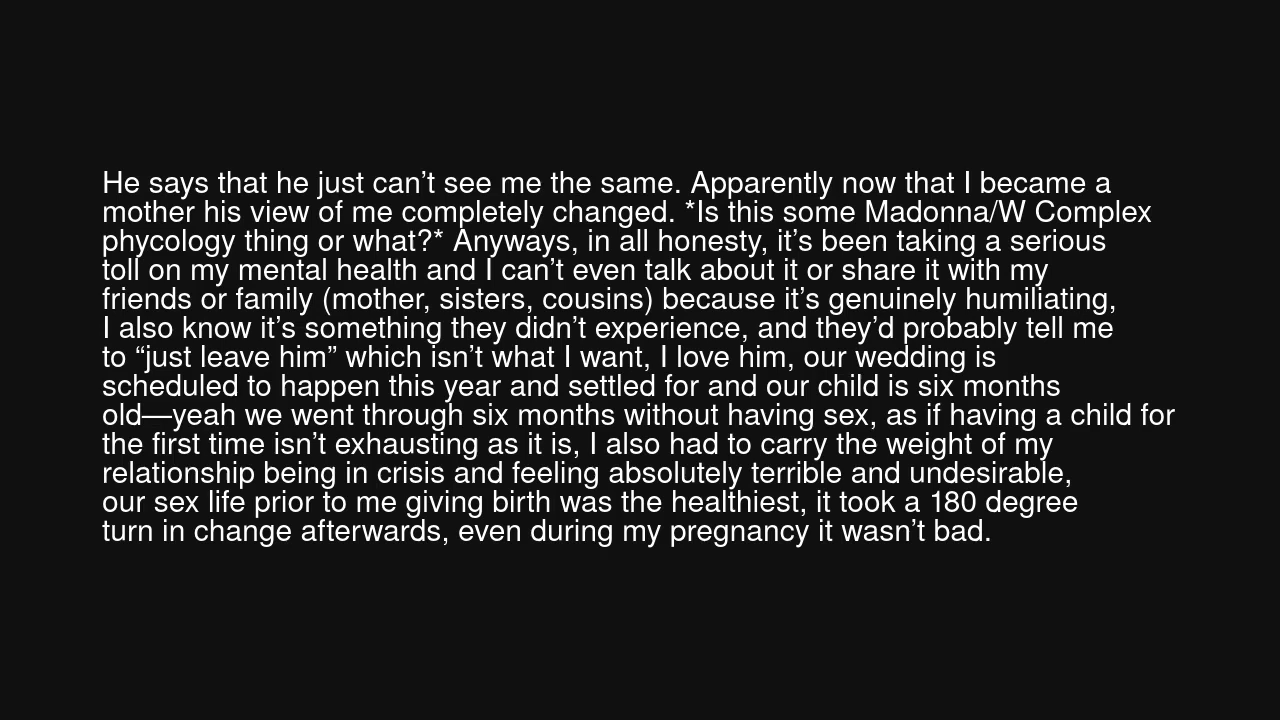 He says that he just can’t see me the same. Apparently now that I became a
mother his view of me completely changed. *Is this some Madonna/W Complex
phycology thing or what?* Anyways, in all honesty, it’s been taking a serious
toll on my mental health and I can’t even talk about it or share it with my
friends or family (mother, sisters, cousins) because it’s genuinely humiliating,
I also know it’s something they didn’t experience, and they’d probably tell me
to “just leave him” which isn’t what I want, I love him, our wedding is
scheduled to happen this year and settled for and our child is six months
old—yeah we went through six months without having sex, as if having a child for
the first time isn’t exhausting as it is, I also had to carry the weight of my
relationship being in crisis and feeling absolutely terrible and undesirable,
our sex life prior to me giving birth was the healthiest, it took a 180 degree
turn in change afterwards, even during my pregnancy it wasn’t bad.